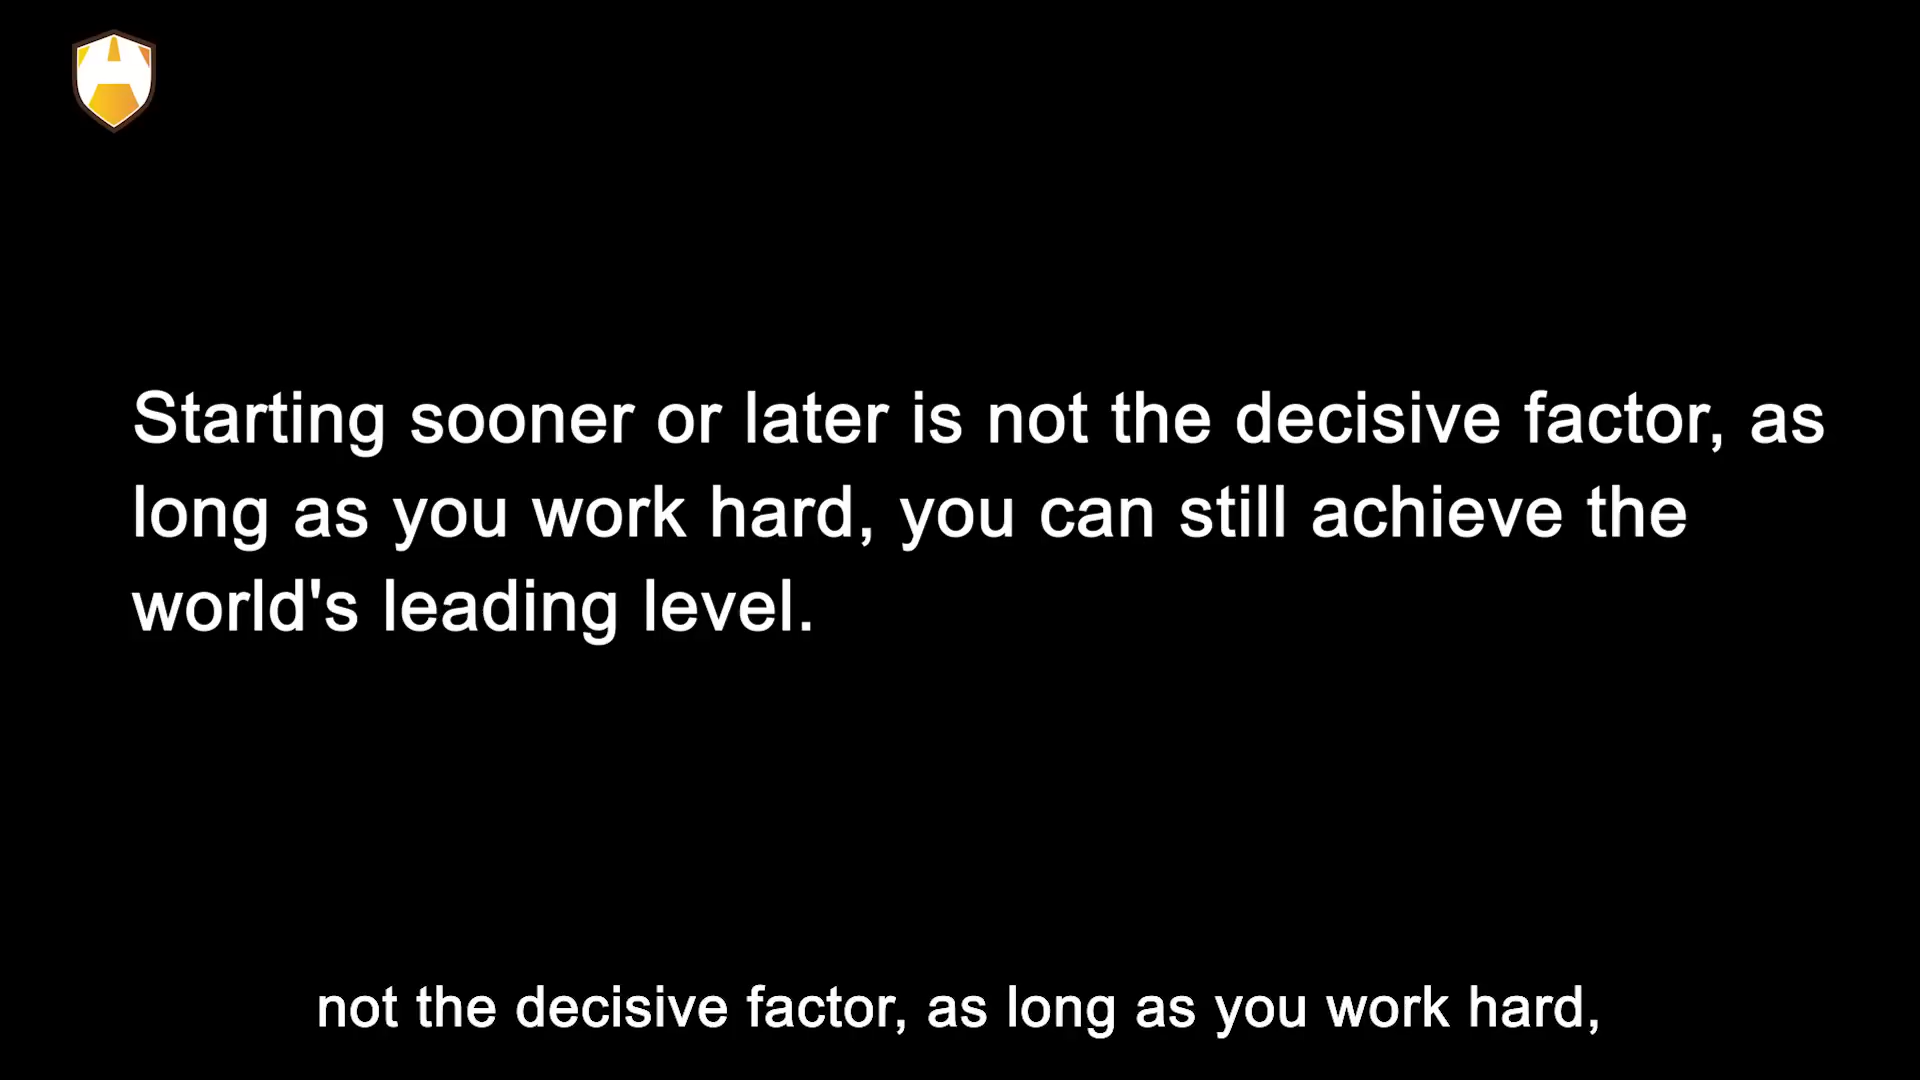 Starting sooner or later is not the decisive factor, as
long as you work hard, you can still achieve the
world's leading level.
not the decisive factor, as long as you work hard,